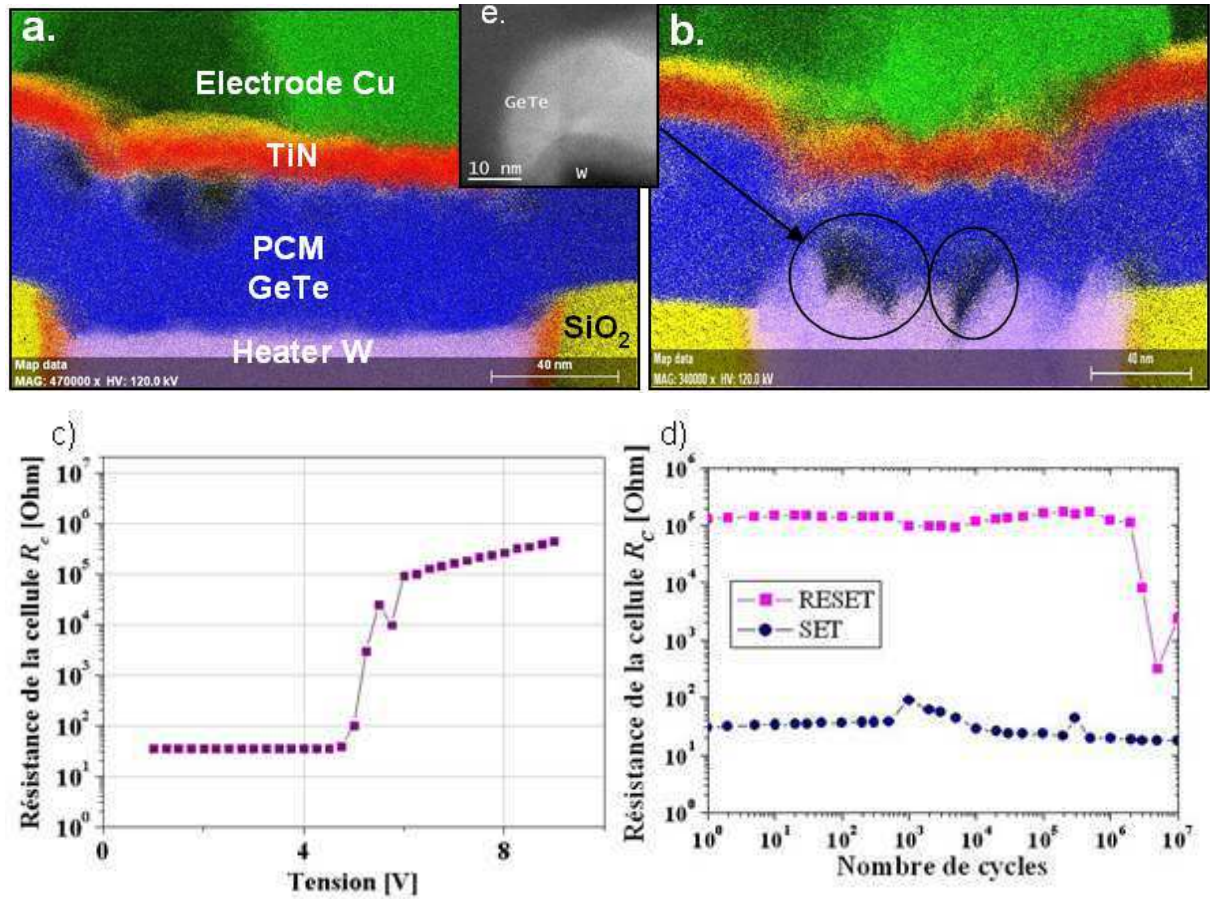 a.
Electrode Cu
TiN
PCM
GeTe
SiO₂
Heater W
Map data
MAG: 470000 x HV: 120.0 kV
40 nm
e.
GeTe
10 nm
W
b.
Map data
MAG: 340000 x HV: 120.0 kV
40 nm
c)
Résistance de la cellule R_c [Ohm]
10⁷
10⁶
10⁵
10⁴
10³
10²
10¹
10⁰
0
4
8
Tension [V]
d)
Résistance de la cellule R_c [Ohm]
10⁶
10⁵
10⁴
10³
10²
10¹
10⁰
RESET
SET
10⁰ 10¹ 10² 10³ 10⁴ 10⁵ 10⁶ 10⁷
Nombre de cycles